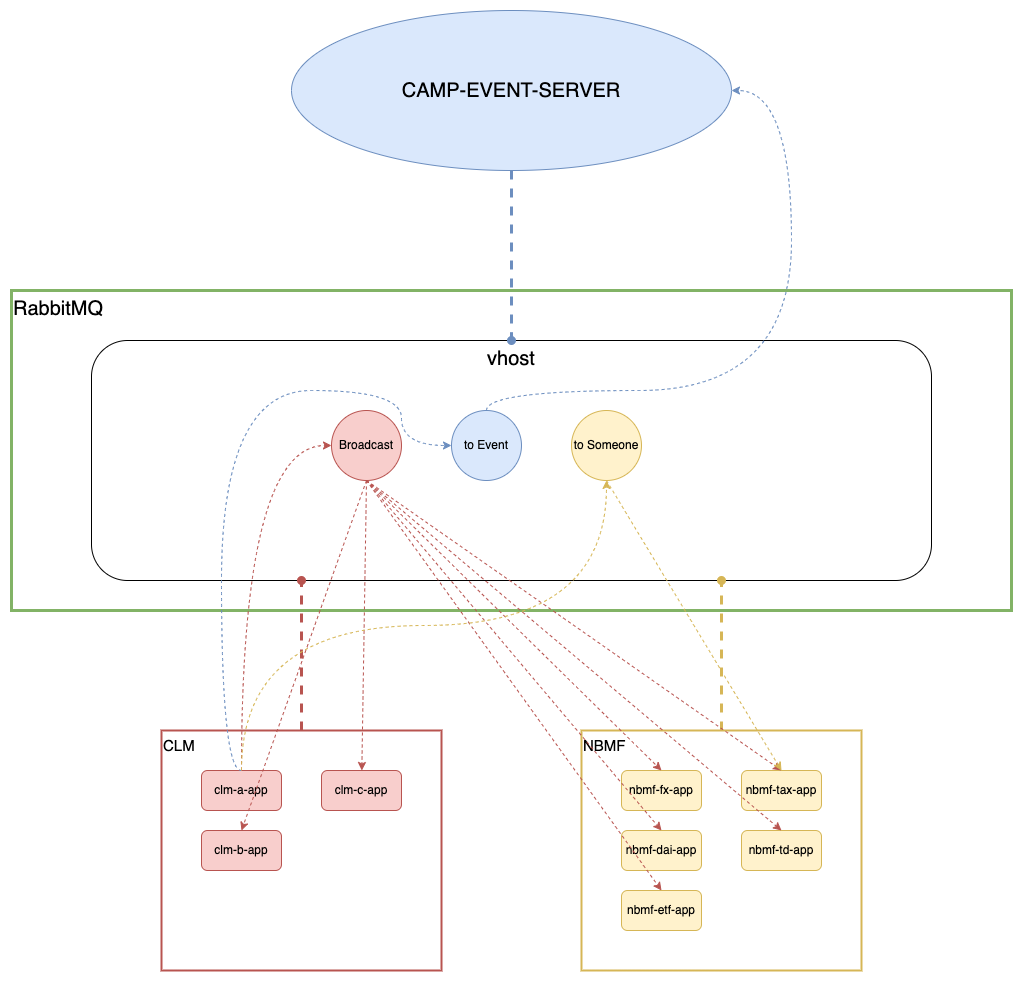 CAMP-EVENT-SERVER
RabbitMQ
vhost
Broadcast
to Event
to Someone
CLM
clm-a-app
clm-c-app
clm-b-app
NBMF
nbmf-fx-app
nbmf-tax-app
nbmf-dai-app
nbmf-td-app
nbmf-etf-app